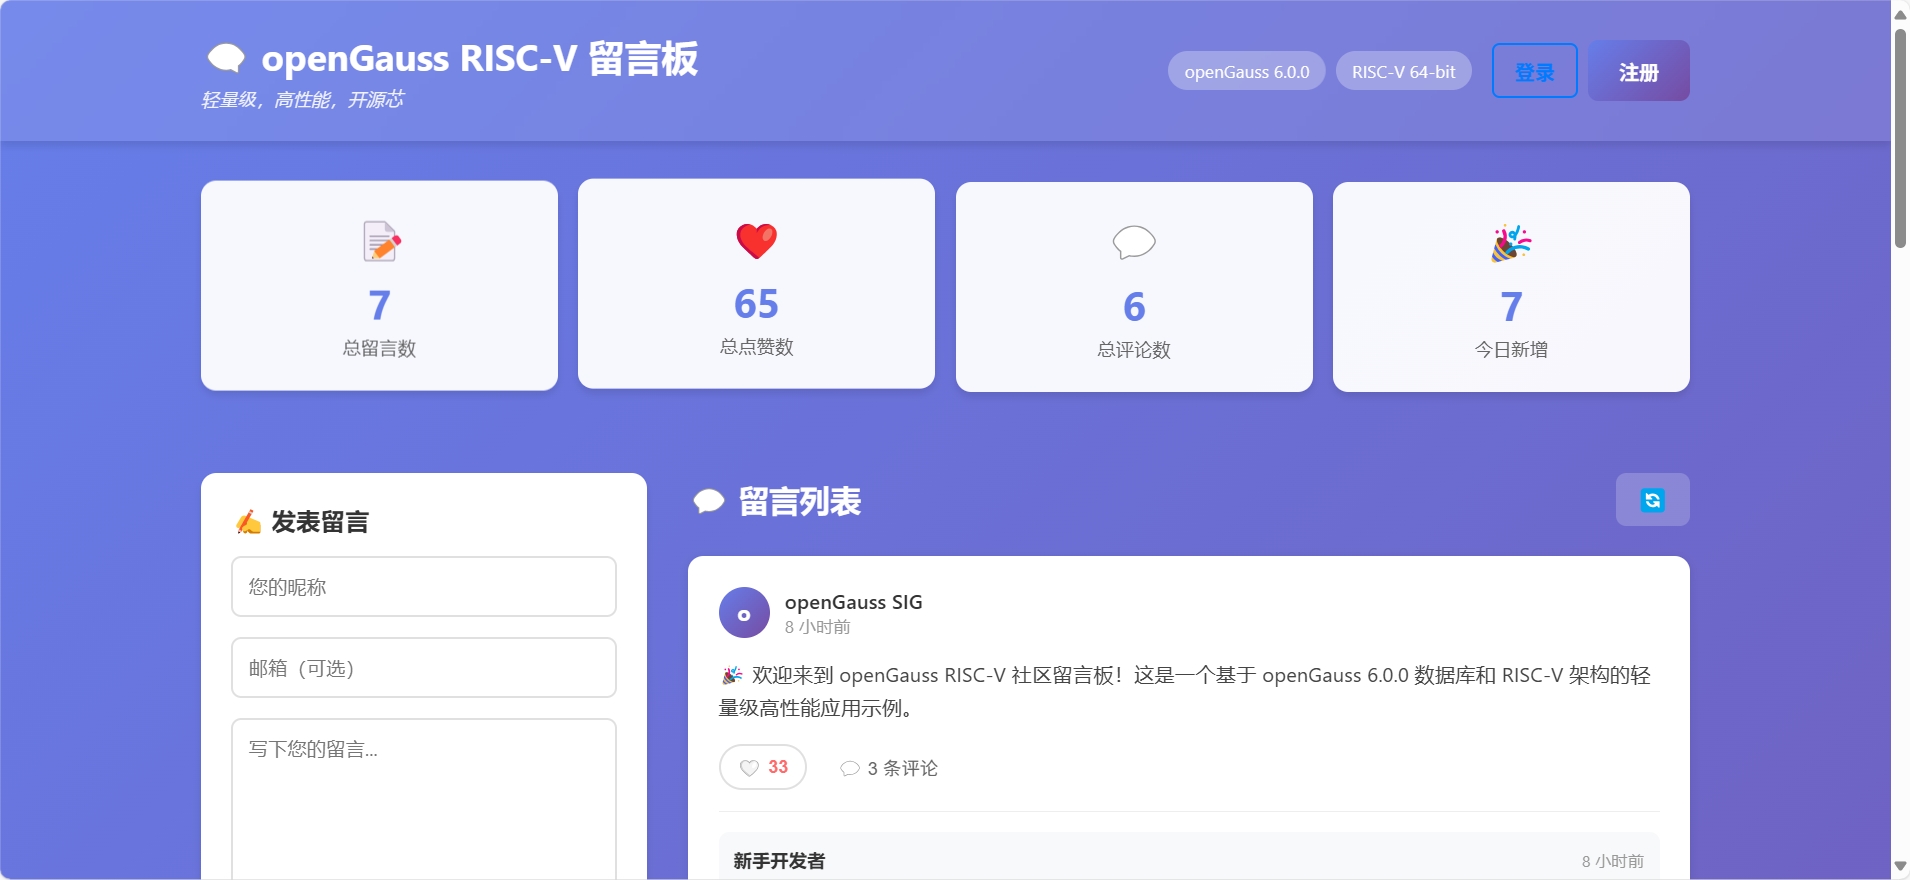 openGauss RISC-V 留言板
轻量级，高性能，开源芯
openGauss 6.0.0
RISC-V 64-bit
登录
注册
7
总留言数
65
总点赞数
6
总评论数
7
今日新增
发表留言
您的昵称
邮箱（可选）
写下您的留言...
留言列表
o
openGauss SIG
8 小时前
欢迎来到 openGauss RISC-V 社区留言板！这是一个基于 openGauss 6.0.0 数据库和 RISC-V 架构的轻
量级高性能应用示例。
33
3 条评论
新手开发者
8 小时前